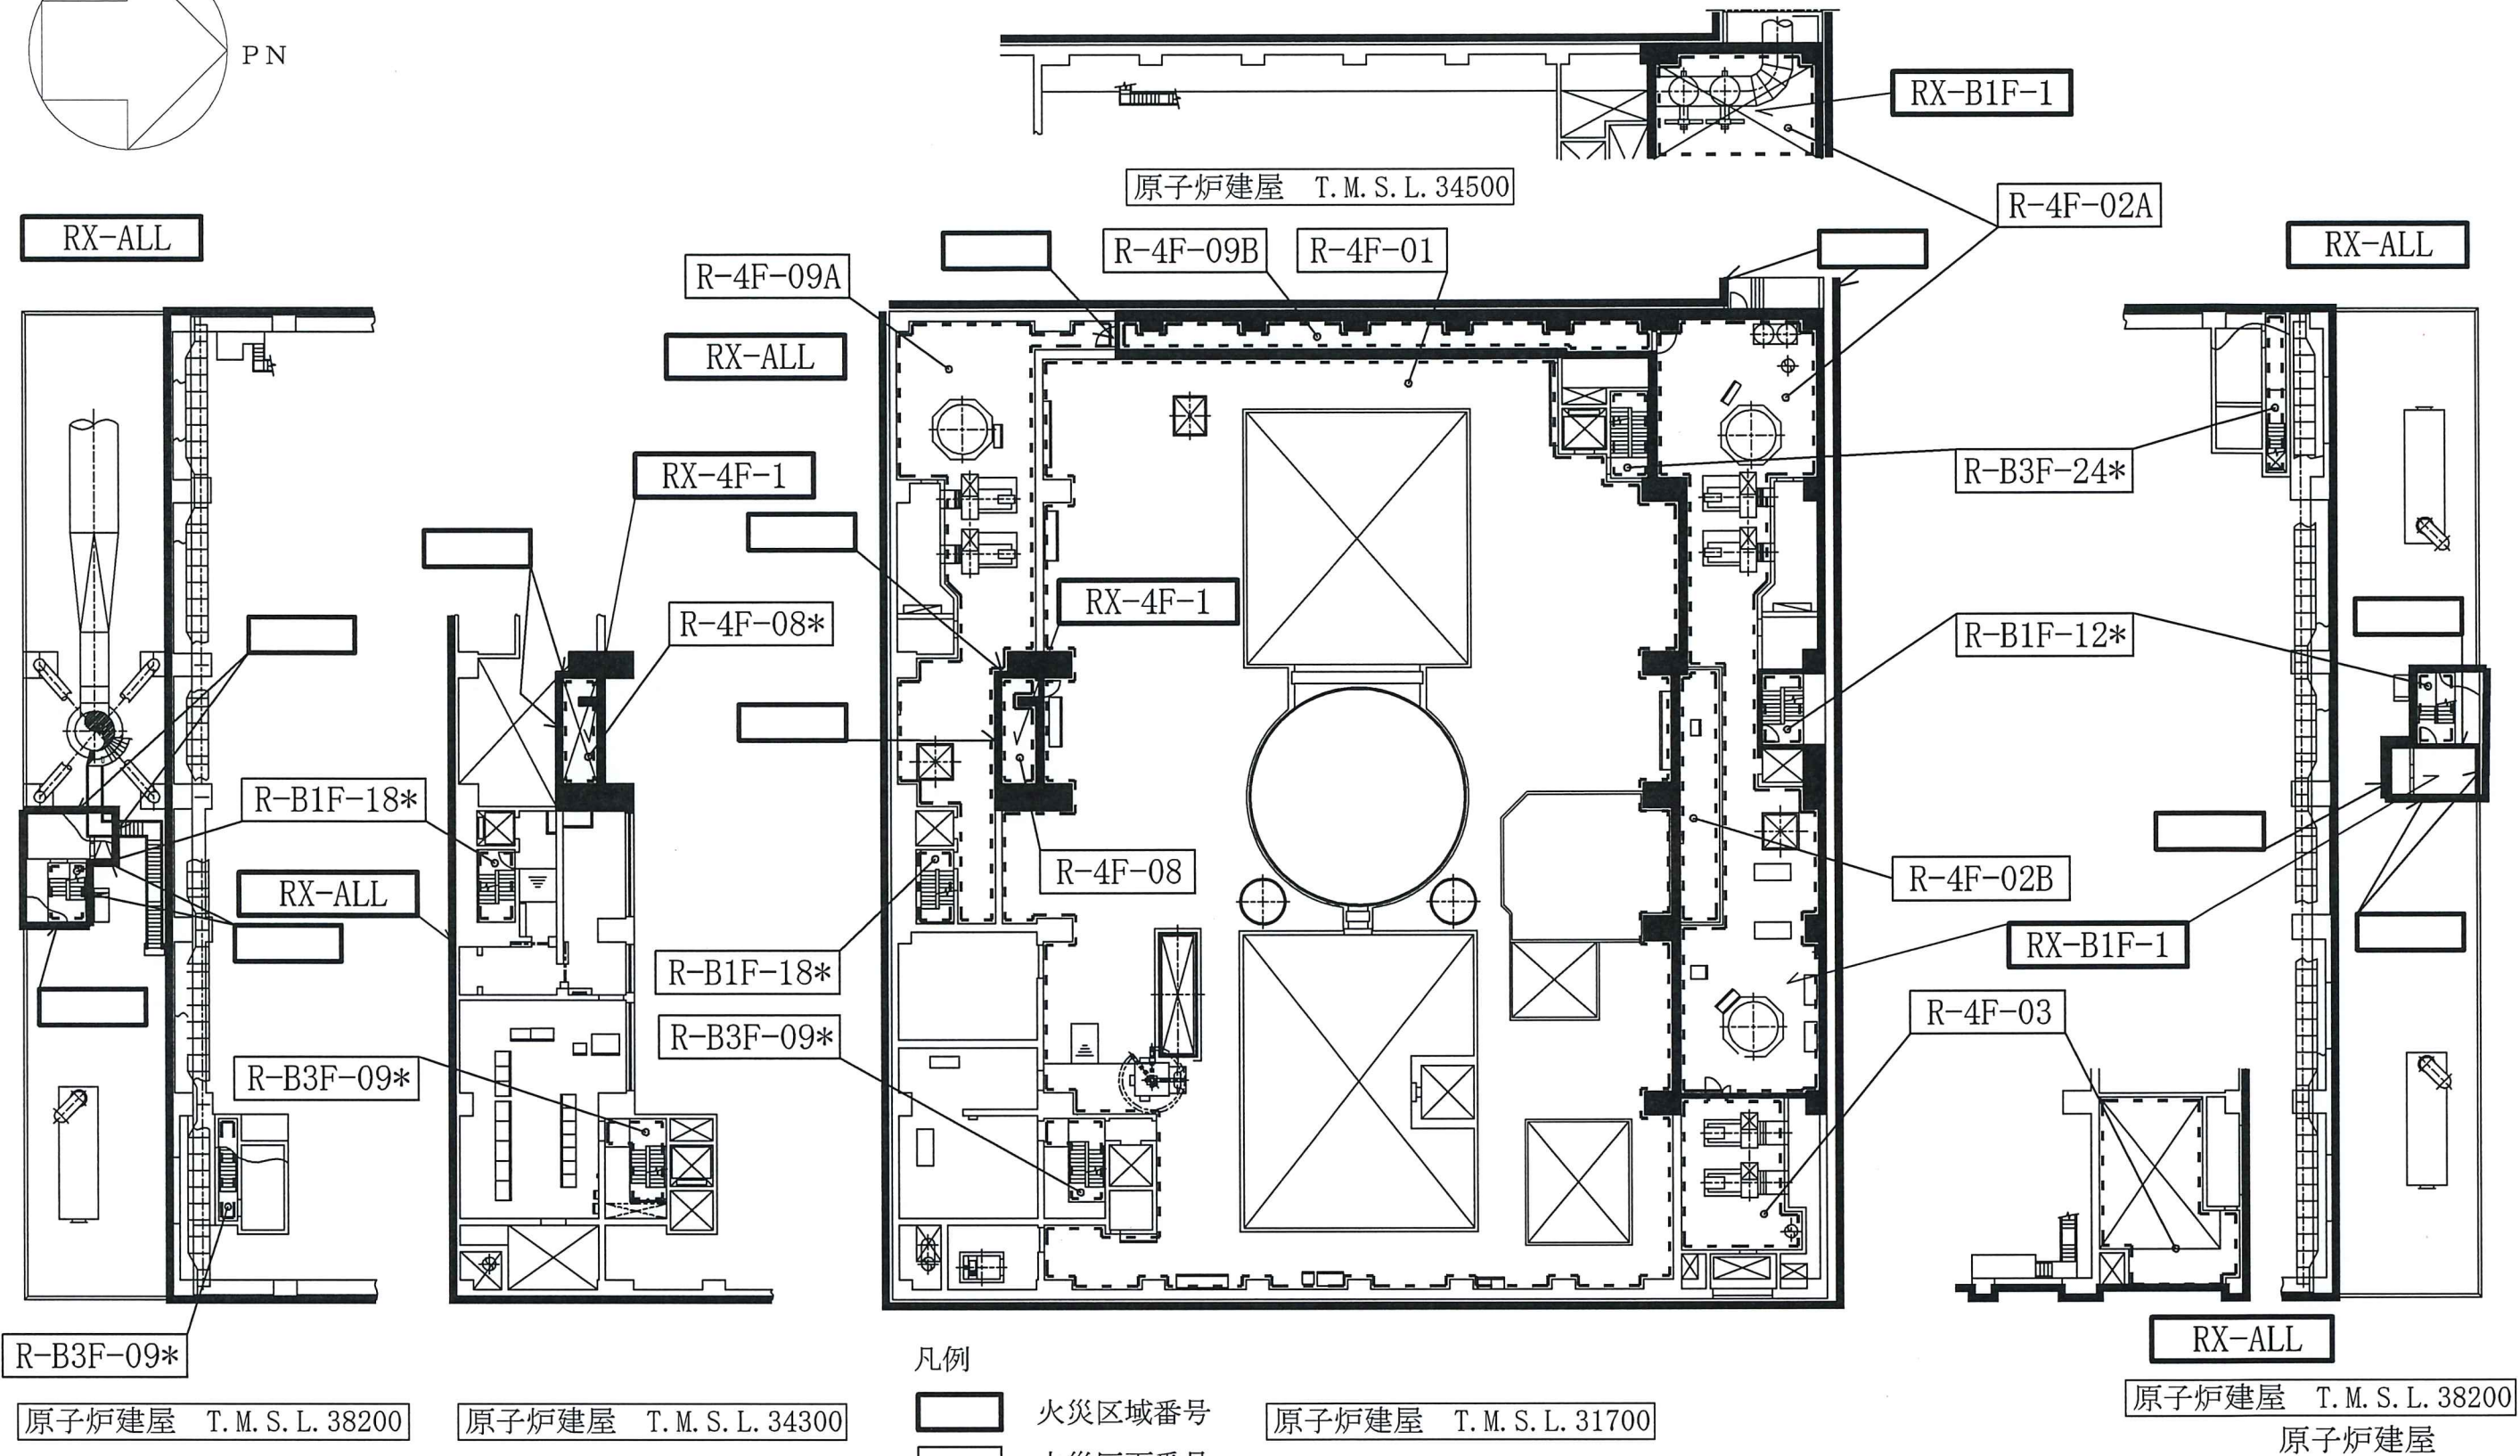 PN
RX-B1F-1
原子炉建屋　T.M.S.L.34500
R-4F-02A
RX-ALL
R-4F-09B
R-4F-01
RX-ALL
R-4F-09A
RX-ALL
RX-4F-1
R-B3F-24*
RX-4F-1
R-4F-08*
R-B1F-12*
R-B1F-18*
R-4F-08
R-4F-02B
RX-ALL
RX-B1F-1
R-B1F-18*
R-4F-03
R-B3F-09*
R-B3F-09*
RX-ALL
R-B3F-09*
凡例
原子炉建屋　T.M.S.L.38200
原子炉建屋　T.M.S.L.34300
火災区域番号
原子炉建屋　T.M.S.L.31700
原子炉建屋　T.M.S.L.38200
原子炉建屋